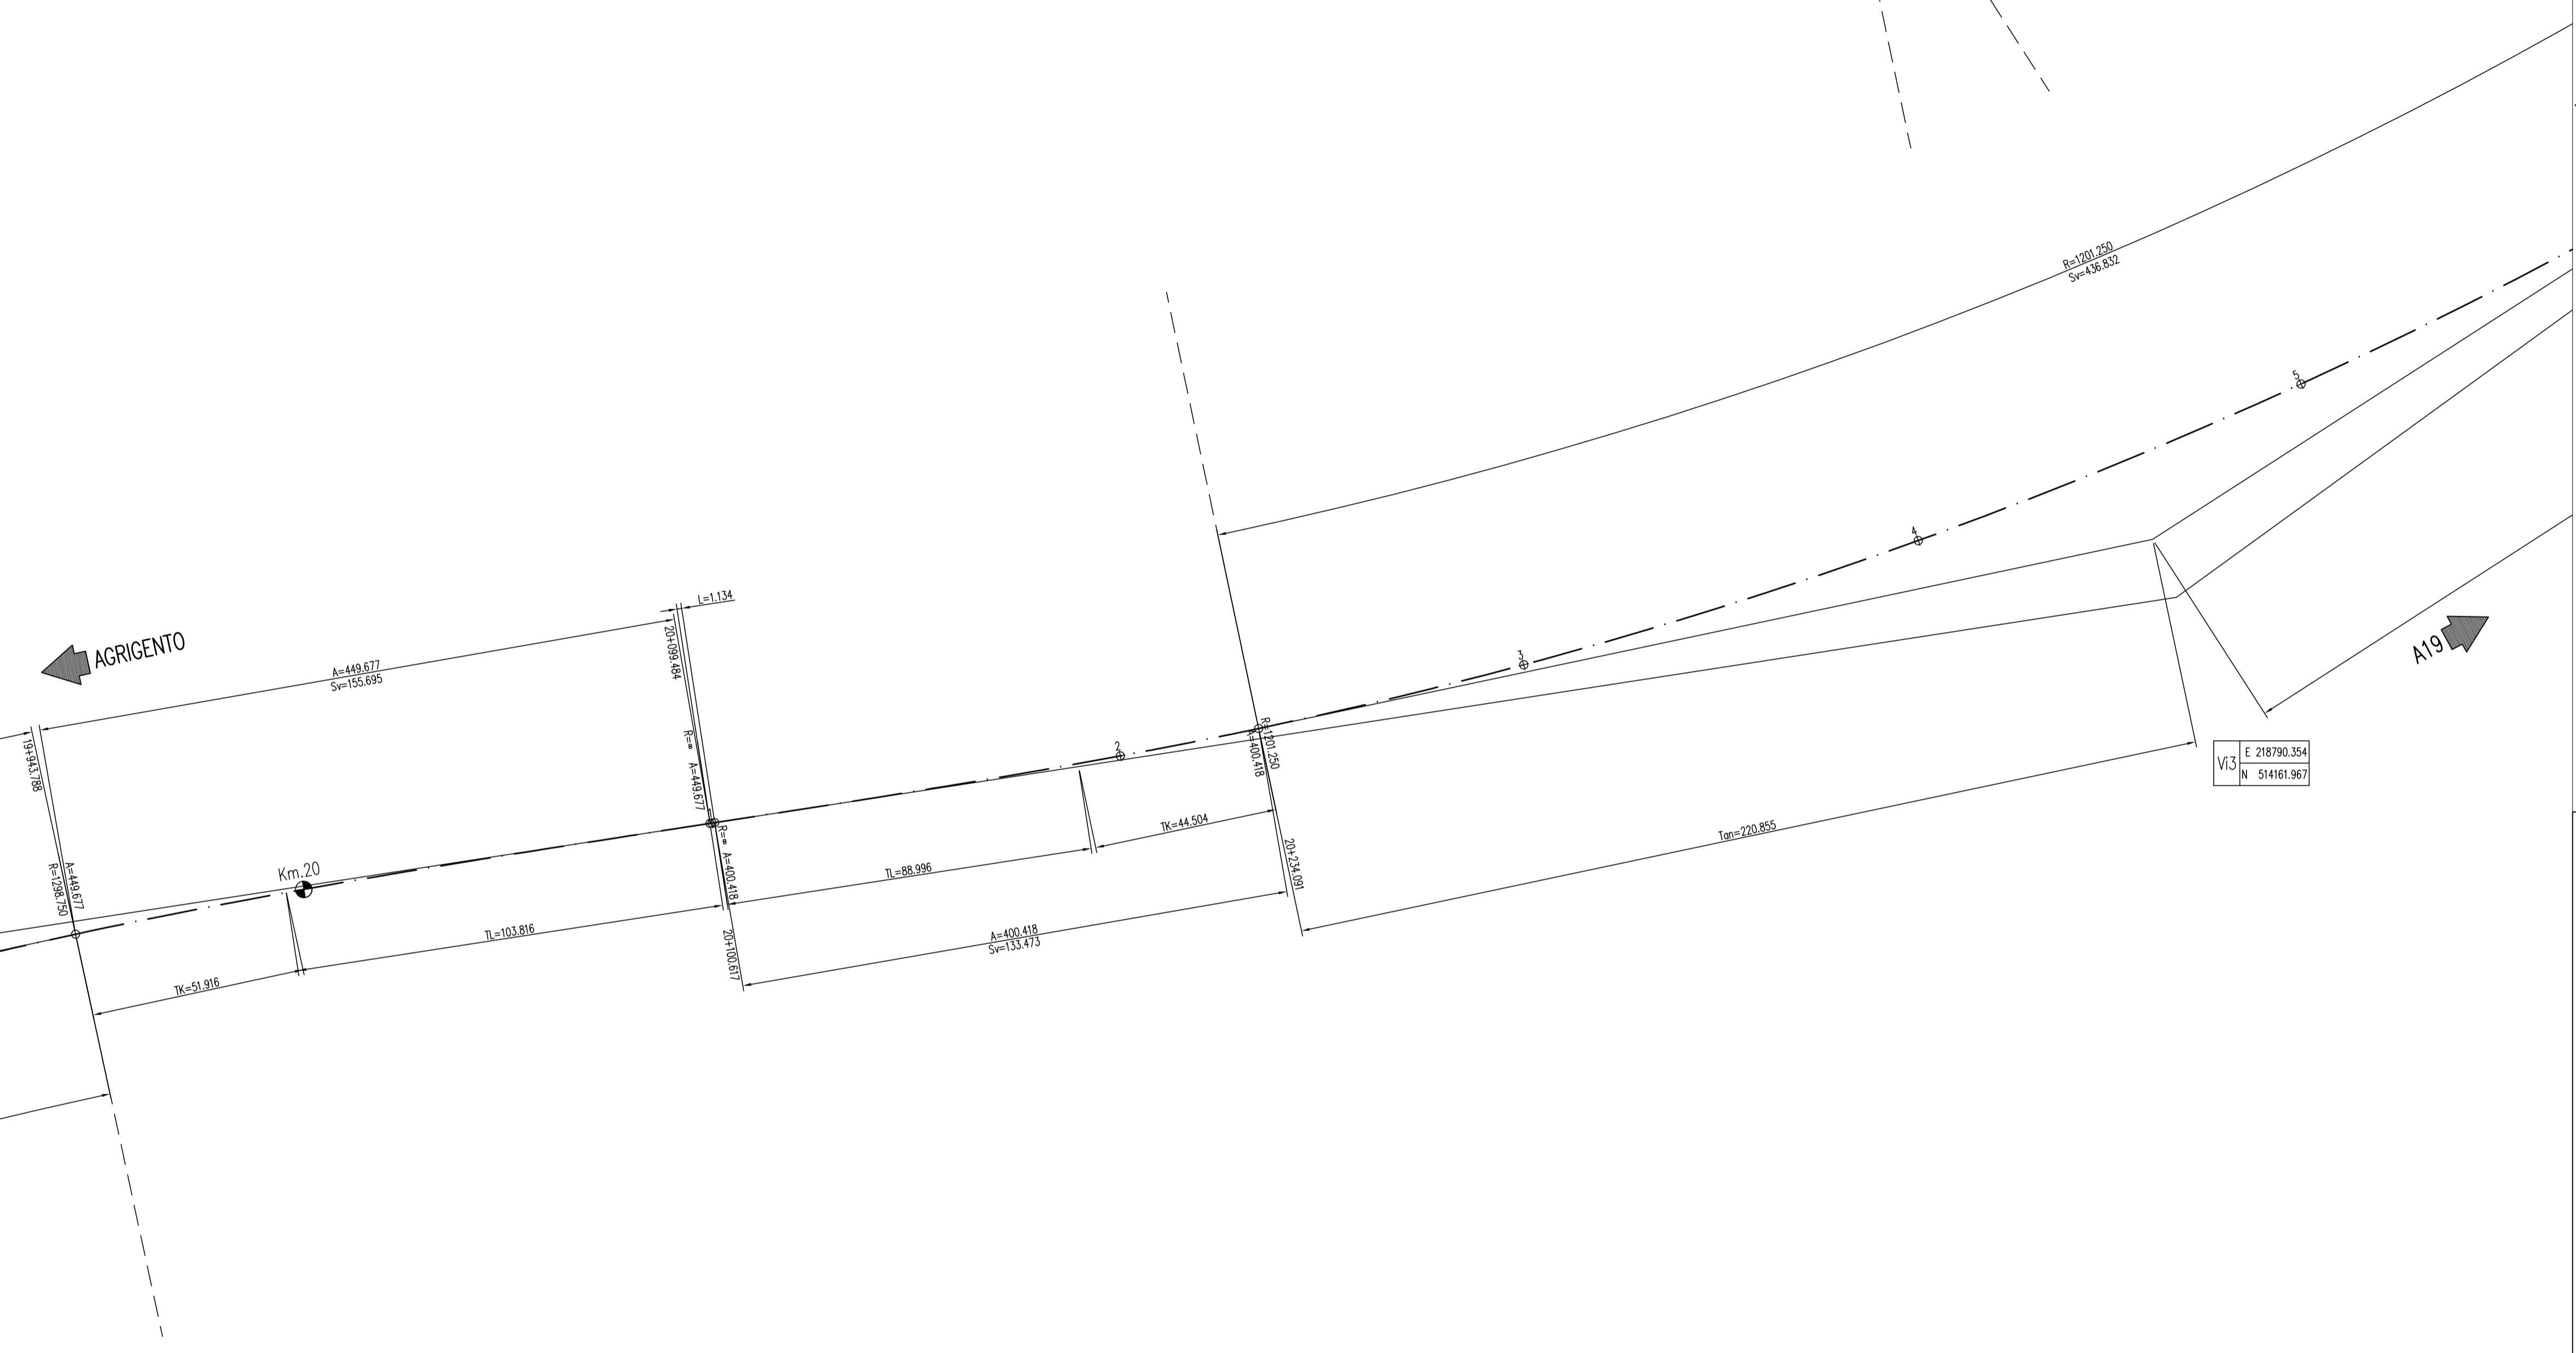 R=1201.250
Sv=436.832
5
4
L=1.134
AGRIGENTO
20+099.484
A=449.677
Sv=155.695
A19
3
19+943.788
R=∞ A=449.677
2
R=1201.250
A=400.418
Vi3
E 218790.354
N 514161.967
1
Km.20
A=449.677
R=1298.750
R=∞ A=400.418
TK=44.504
Tan=220.855
TL=88.996
20+234.091
TL=103.816
20+100.617
A=400.418
Sv=133.473
TK=51.916